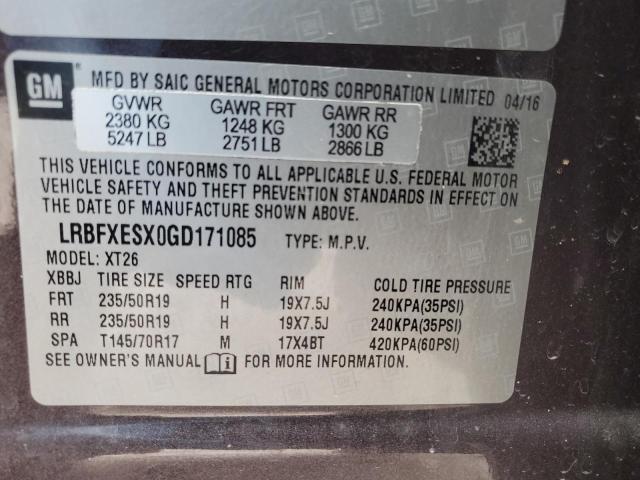 GM
MFD BY SAIC GENERAL MOTORS CORPORATION LIMITED 04/16
GVWR GAWR FRT GAWR RR
2380 KG 1248 KG 1300 KG
5247 LB 2751 LB 2866 LB
THIS VEHICLE CONFORMS TO ALL APPLICABLE U.S. FEDERAL MOTOR
VEHICLE SAFETY AND THEFT PREVENTION STANDARDS IN EFFECT ON
THE DATE OF MANUFACTURE SHOWN ABOVE.
LRBFXESX0GD171085 TYPE: M.P.V.
MODEL: XT26
XBBJ TIRE SIZE SPEED RTG RIM COLD TIRE PRESSURE
FRT 235/50R19 H 19X7.5J 240KPA(35PSI)
RR 235/50R19 H 19X7.5J 240KPA(35PSI)
SPA T145/70R17 M 17X4BT 420KPA(60PSI)
SEE OWNER'S MANUAL FOR MORE INFORMATION.